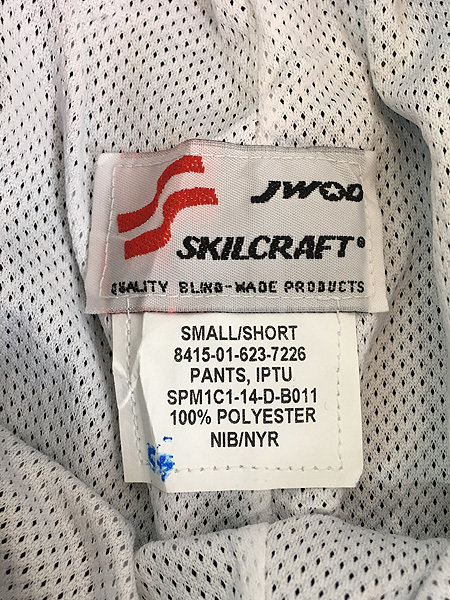 JWOD
SKILCRAFT®
QUALITY BLIND-MADE PRODUCTS
SMALL/SHORT
8415-01-623-7226
PANTS, IPTU
SPM1C1-14-D-B011
100% POLYESTER
NIB/NYR